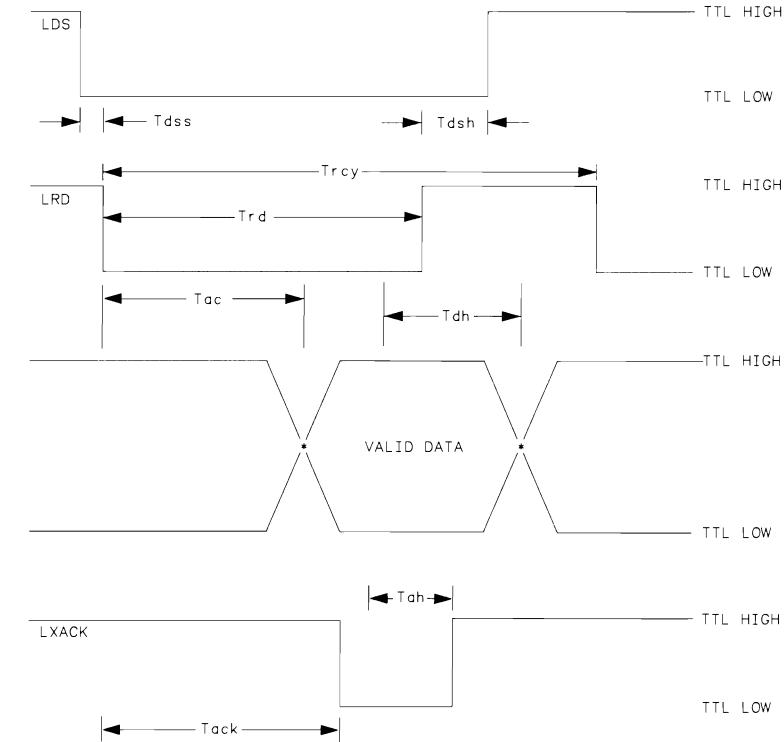 TTL HIGH
LDS
TTL LOW
Tdss
Tdsh
Trcy
TTL HIGH
LRD
Trd
TTL LOW
Tac
Tdh
TTL HIGH
* VALID DATA *
TTL LOW
Tah
TTL HIGH
LXACK
TTL LOW
Tack